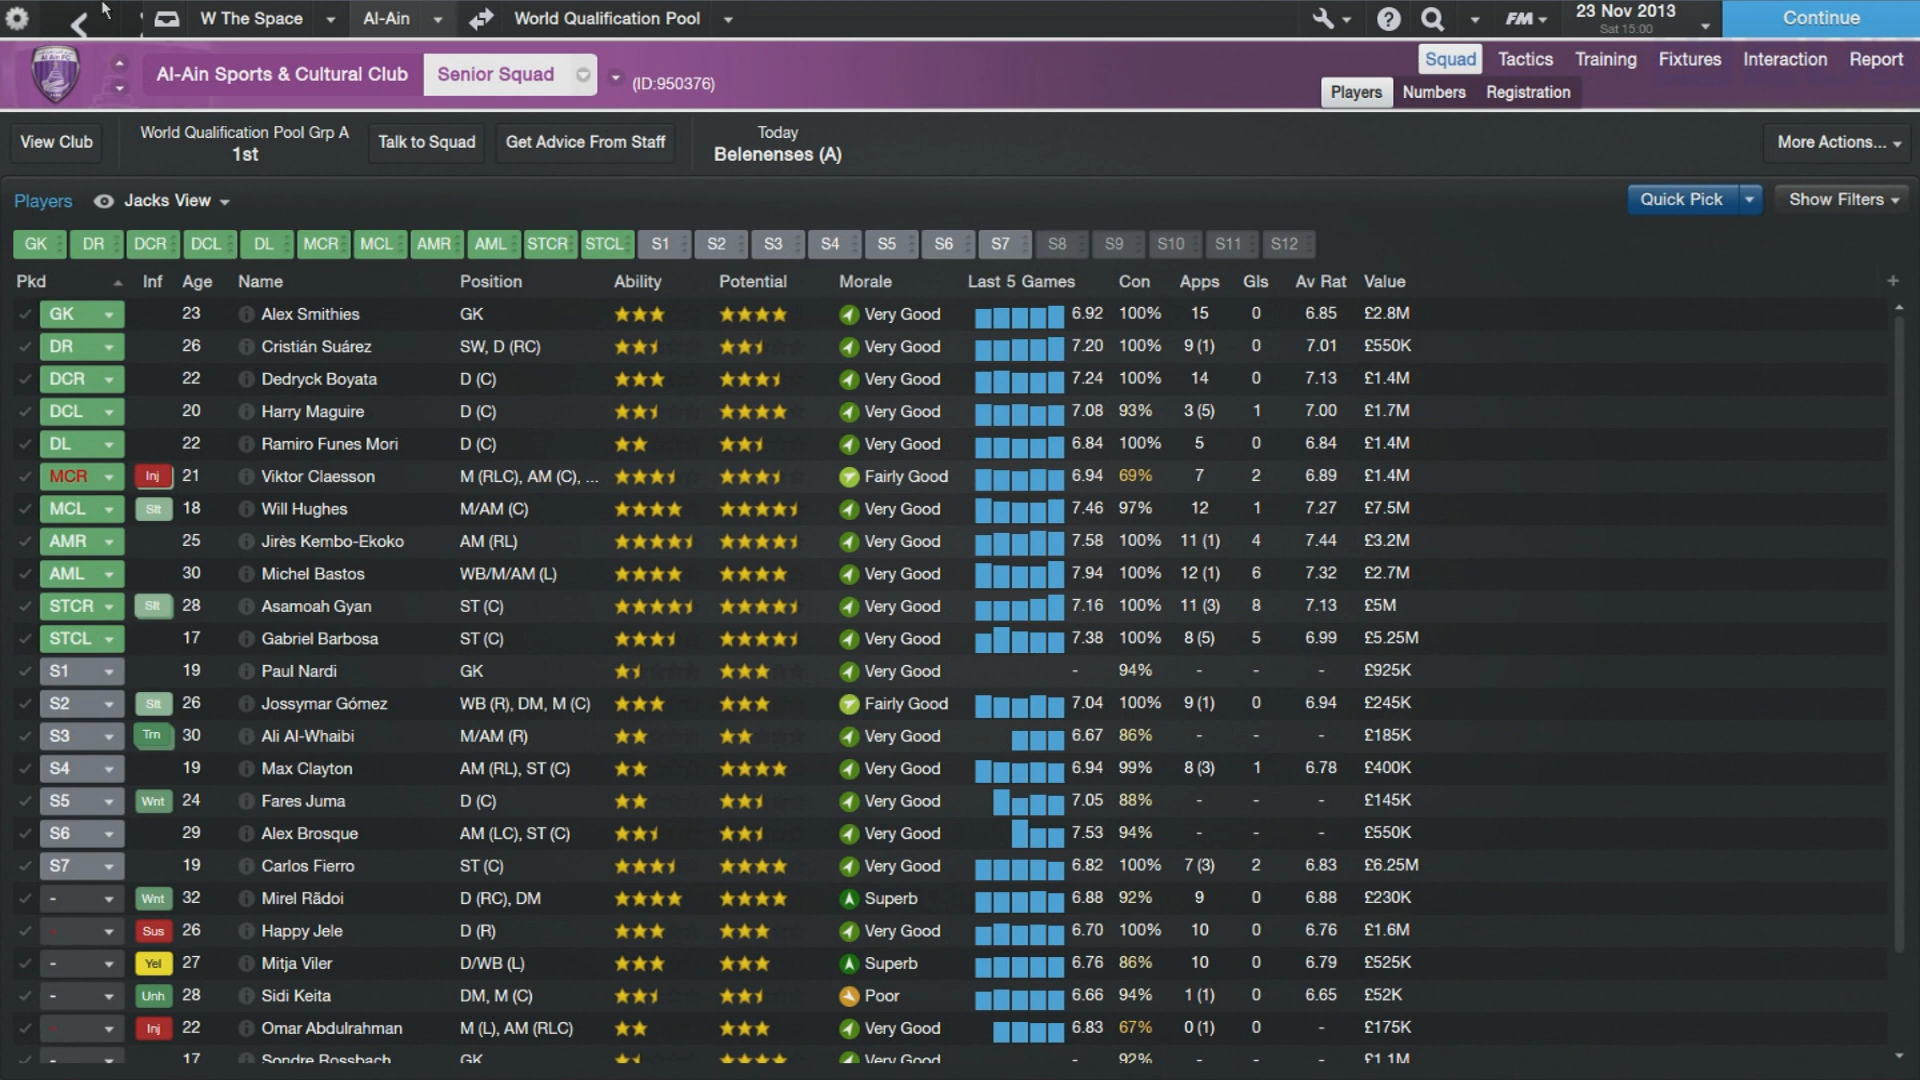 W The Space Al-Ain World Qualification Pool FM 23 Nov 2013 Continue
Sat 15:00
Al-Ain Sports & Cultural Club Senior Squad (ID:950376) Squad Tactics Training Fixtures Interaction Report
Players Numbers Registration
View Club World Qualification Pool Grp A Talk to Squad Get Advice From Staff Today More Actions...
1st Belenenses (A)
Players Jacks View Quick Pick Show Filters
GK DR DCR DCL DL MCR MCL AMR AML STCR STCL S1 S2 S3 S4 S5 S6 S7 S8 S9 S10 S11 S12
Pkd Inf Age Name Position Ability Potential Morale Last 5 Games Con Apps Gls Av Rat Value
GK 23 Alex Smithies GK Very Good 6.92 100% 15 0 6.85 £2.8M
DR 26 Cristián Suárez SW, D (RC) Very Good 7.20 100% 9 (1) 0 7.01 £550K
DCR 22 Dedryck Boyata D (C) Very Good 7.24 100% 14 0 7.13 £1.4M
DCL 20 Harry Maguire D (C) Very Good 7.08 93% 3 (5) 1 7.00 £1.7M
DL 22 Ramiro Funes Mori D (C) Very Good 6.84 100% 5 0 6.84 £1.4M
MCR Inj 21 Viktor Claesson M (RLC), AM (C), ... Fairly Good 6.94 69% 7 2 6.89 £1.4M
MCL Slt 18 Will Hughes M/AM (C) Very Good 7.46 97% 12 1 7.27 £7.5M
AMR 25 Jirès Kembo-Ekoko AM (RL) Very Good 7.58 100% 11 (1) 4 7.44 £3.2M
AML 30 Michel Bastos WB/M/AM (L) Very Good 7.94 100% 12 (1) 6 7.32 £2.7M
STCR Slt 28 Asamoah Gyan ST (C) Very Good 7.16 100% 11 (3) 8 7.13 £5M
STCL 17 Gabriel Barbosa ST (C) Very Good 7.38 100% 8 (5) 5 6.99 £5.25M
S1 19 Paul Nardi GK Very Good - 94% - - - £925K
S2 Slt 26 Jossymar Gómez WB (R), DM, M (C) Fairly Good 7.04 100% 9 (1) 0 6.94 £245K
S3 Trn 30 Ali Al-Whaibi M/AM (R) Very Good 6.67 86% - - - £185K
S4 19 Max Clayton AM (RL), ST (C) Very Good 6.94 99% 8 (3) 1 6.78 £400K
S5 Wnt 24 Fares Juma D (C) Very Good 7.05 88% - - - £145K
S6 29 Alex Brosque AM (LC), ST (C) Very Good 7.53 94% - - - £550K
S7 19 Carlos Fierro ST (C) Very Good 6.82 100% 7 (3) 2 6.83 £6.25M
- Wnt 32 Mirel Rădoi D (RC), DM Superb 6.88 92% 9 0 6.88 £230K
- Sus 26 Happy Jele D (R) Very Good 6.70 100% 10 0 6.76 £1.6M
- Yel 27 Mitja Viler D/WB (L) Superb 6.76 86% 10 0 6.79 £525K
- Unh 28 Sidi Keita DM, M (C) Poor 6.66 94% 1 (1) 0 6.65 £52K
- Inj 22 Omar Abdulrahman M (L), AM (RLC) Very Good 6.83 67% 0 (1) 0 - £175K
- 17 Sondre Rossbach GK Very Good - 92% - - - £1.1M